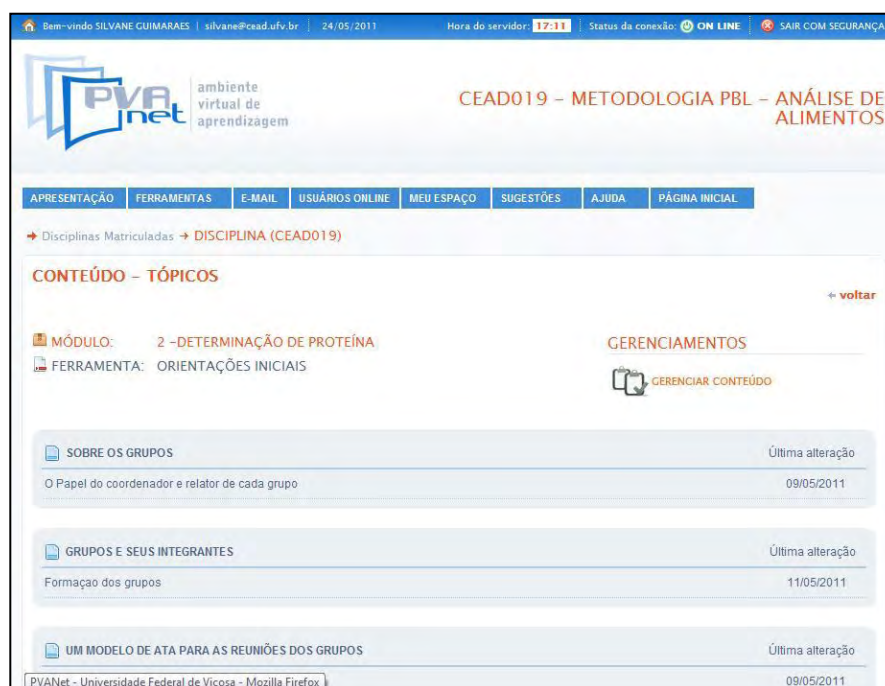 Bem-vindo SILVANE GUIMARAES | silvane@cead.ufv.br | 24/05/2011 Hora do servidor: 17:11 Status da conexão: ON LINE SAIR COM SEGURANÇA
PVAnet
ambiente
virtual de
aprendizagem
CEAD019 – METODOLOGIA PBL – ANÁLISE DE
ALIMENTOS
APRESENTAÇÃO FERRAMENTAS E-MAIL USUÁRIOS ONLINE MEU ESPAÇO SUGESTÕES AJUDA PÁGINA INICIAL
Disciplinas Matriculadas → DISCIPLINA (CEAD019)
CONTEÚDO – TÓPICOS
voltar
MÓDULO: 2 -DETERMINAÇÃO DE PROTEÍNA
GERENCIAMENTOS
FERRAMENTA: ORIENTAÇÕES INICIAIS
GERENCIAR CONTEÚDO
SOBRE OS GRUPOS Última alteração
O Papel do coordenador e relator de cada grupo 09/05/2011
GRUPOS E SEUS INTEGRANTES Última alteração
Formaçao dos grupos 11/05/2011
UM MODELO DE ATA PARA AS REUNIÕES DOS GRUPOS Última alteração
PVANet - Universidade Federal de Viçosa - Mozilla Firefox 09/05/2011